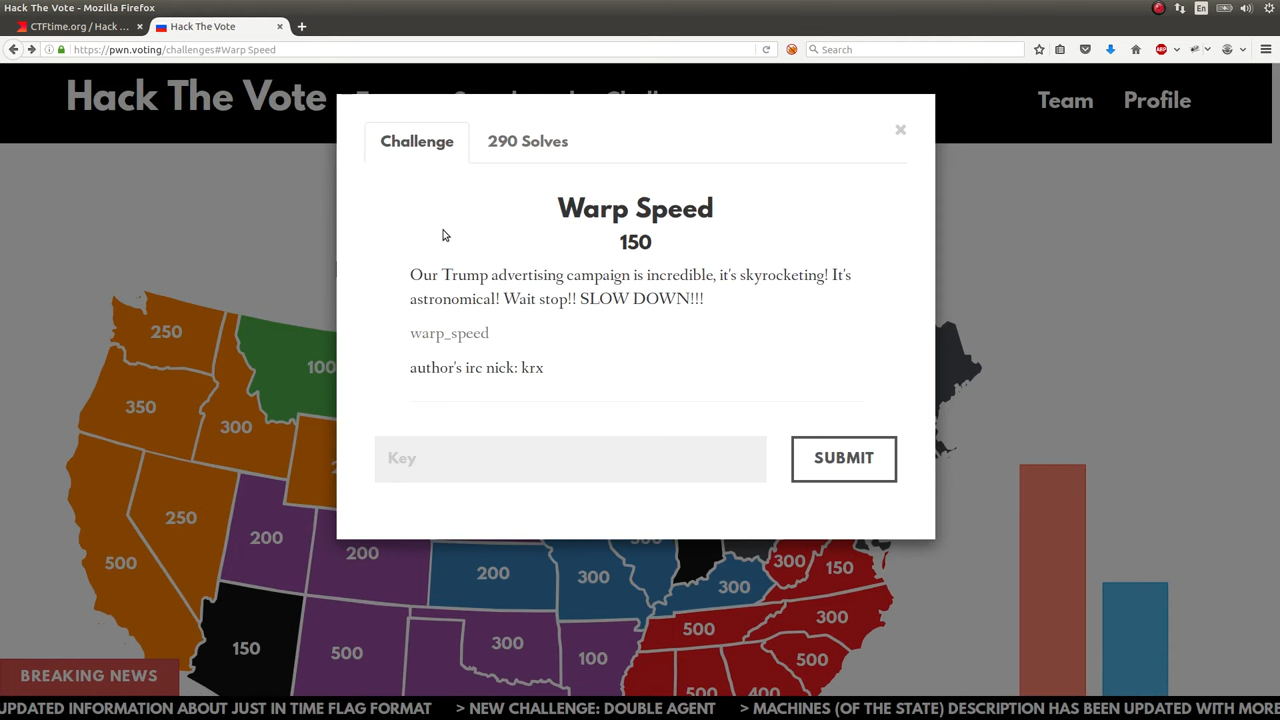 Hack The Vote - Mozilla Firefox
CTFtime.org / Hack ... × Hack The Vote ×
https://pwn.voting/challenges#Warp Speed Search
Hack The Vote Team Profile
Challenge 290 Solves ×
Warp Speed
150
Our Trump advertising campaign is incredible, it's skyrocketing! It's
astronomical! Wait stop!! SLOW DOWN!!!
warp_speed
author's irc nick: krx
Key SUBMIT
250
100
350
300
250
500
200
200
200
300
300
300
150
300
150
500
300
100
500
500
500
400
BREAKING NEWS
UPDATED INFORMATION ABOUT JUST IN TIME FLAG FORMAT > NEW CHALLENGE: DOUBLE AGENT > MACHINES (OF THE STATE) DESCRIPTION HAS BEEN UPDATED WITH MORE